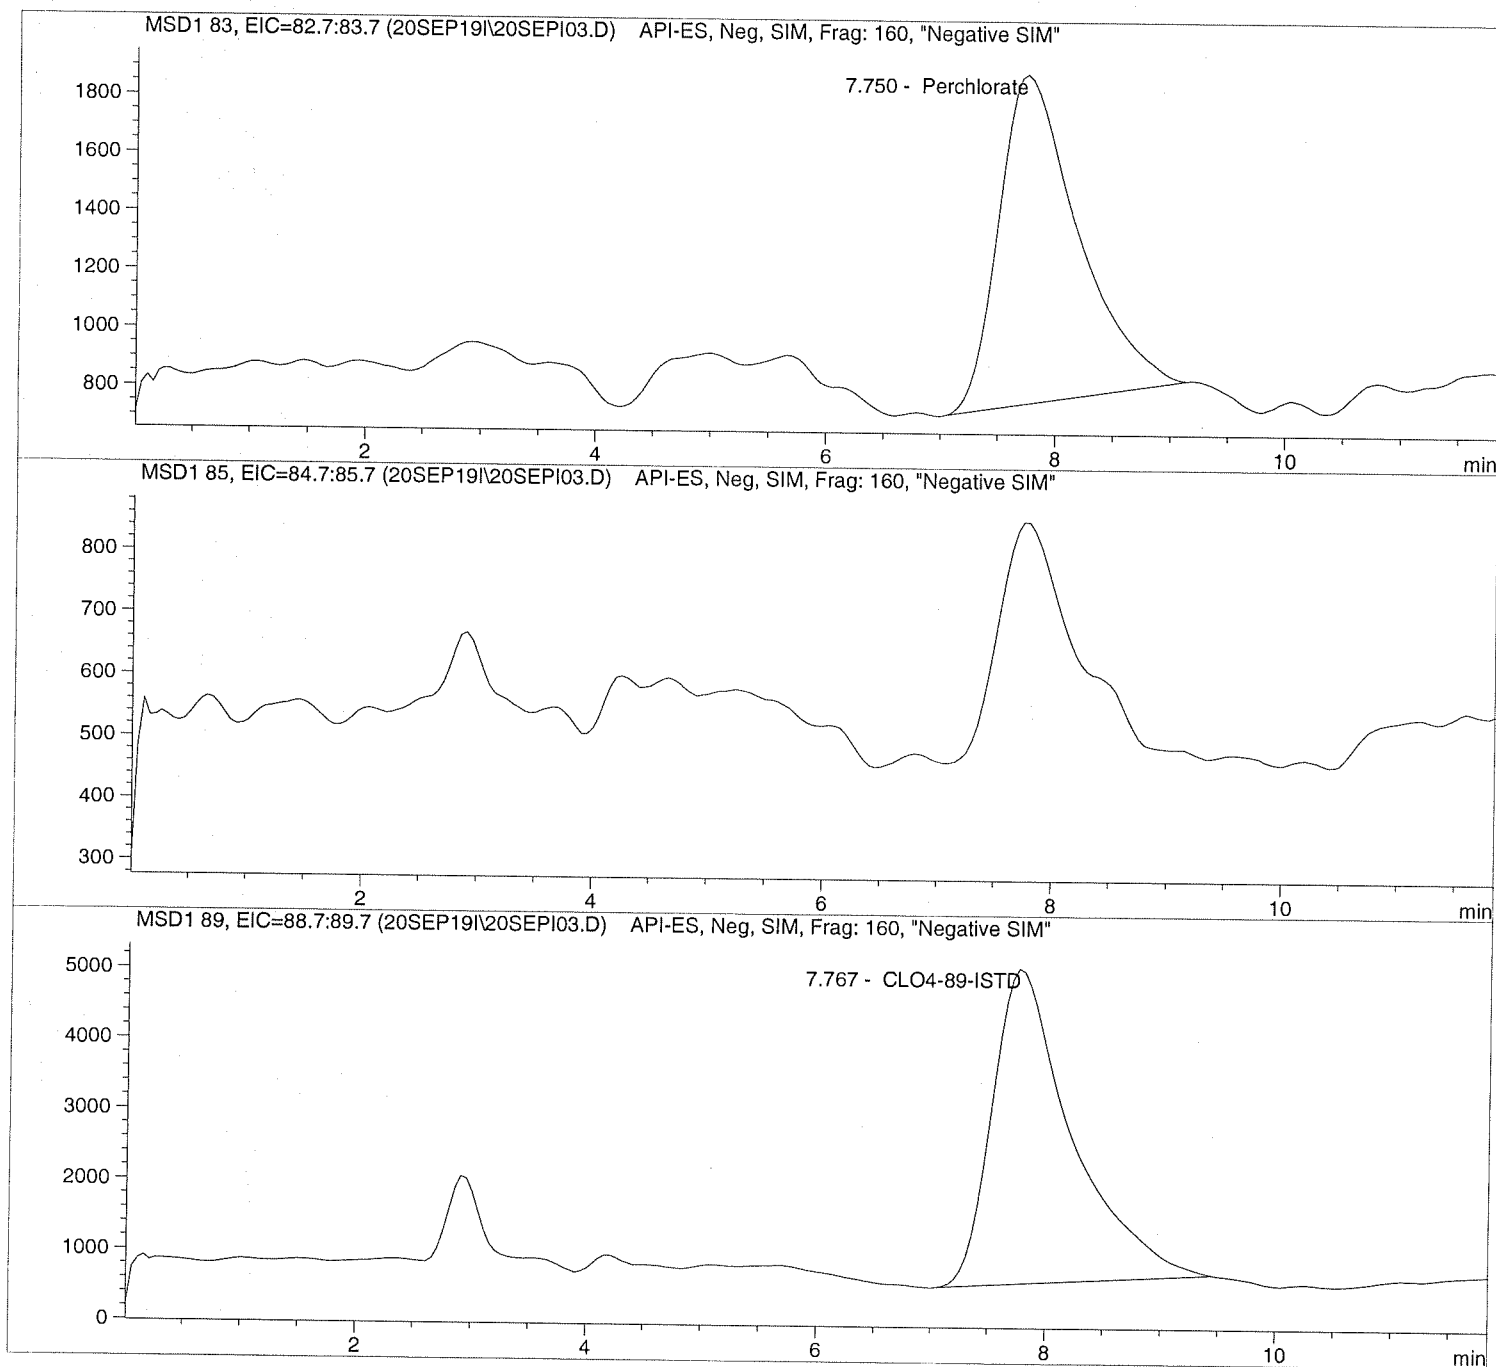 MSD1 83, EIC=82.7:83.7 (20SEP19I\20SEPI03.D) API-ES, Neg, SIM, Frag: 160, "Negative SIM"
7.750 - Perchlorate
1800
1600
1400
1200
1000
800
2 4 6 8 10 min
MSD1 85, EIC=84.7:85.7 (20SEP19I\20SEPI03.D) API-ES, Neg, SIM, Frag: 160, "Negative SIM"
800
700
600
500
400
300
2 4 6 8 10 min
MSD1 89, EIC=88.7:89.7 (20SEP19I\20SEPI03.D) API-ES, Neg, SIM, Frag: 160, "Negative SIM"
7.767 - CLO4-89-ISTD
5000
4000
3000
2000
1000
0
2 4 6 8 10 min